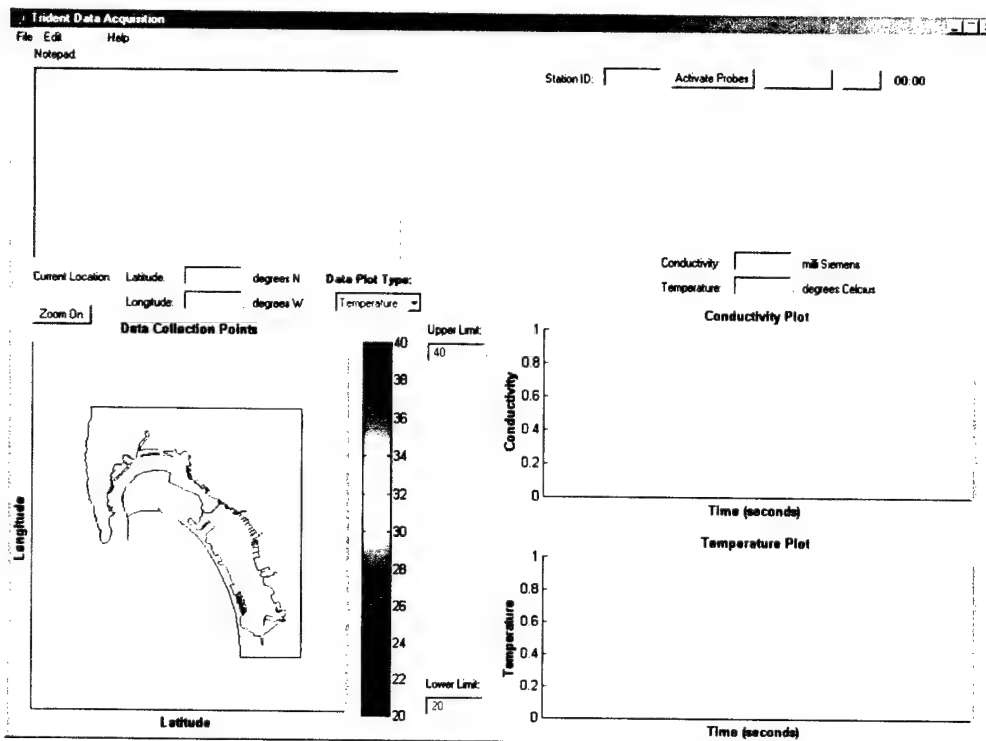 Trident Data Acquisition
File Edit Help
Notepad:
Station ID: Activate Probes 00:00
Current Location: Latitude: degrees N
Longitude: degrees W
Data Plot Type:
Temperature
Zoom On
Conductivity: milli Siemens
Temperature: degrees Celcius
Data Collection Points
Longitude
Latitude
Upper Limit:
40
40
38
36
34
32
30
28
26
24
22
20
Lower Limit:
20
Conductivity Plot
Conductivity
1
0.8
0.6
0.4
0.2
0
Time (seconds)
Temperature Plot
Temperature
1
0.8
0.6
0.4
0.2
0
Time (seconds)